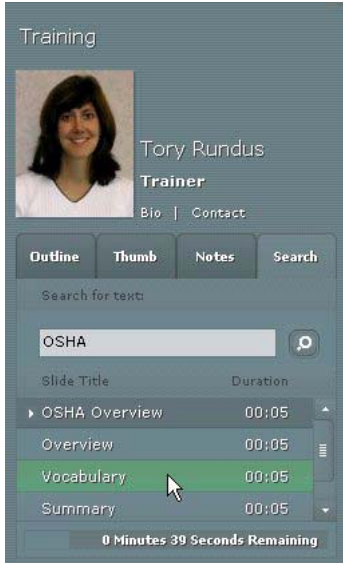 Training
Tory Rundus
Trainer
Bio | Contact
Outline Thumb Notes Search
Search for text:
OSHA
Slide Title Duration
OSHA Overview 00:05
Overview 00:05
Vocabulary 00:05
Summary 00:05
0 Minutes 39 Seconds Remaining